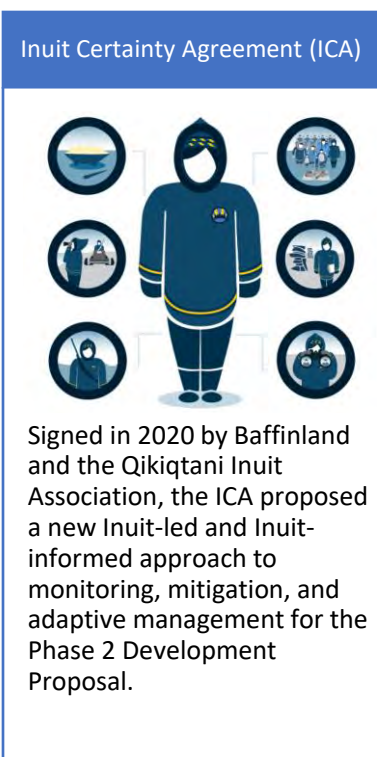 Inuit Certainty Agreement (ICA)
Signed in 2020 by Baffinland
and the Qikiqtani Inuit
Association, the ICA proposed
a new Inuit-led and Inuit-
informed approach to
monitoring, mitigation, and
adaptive management for the
Phase 2 Development
Proposal.